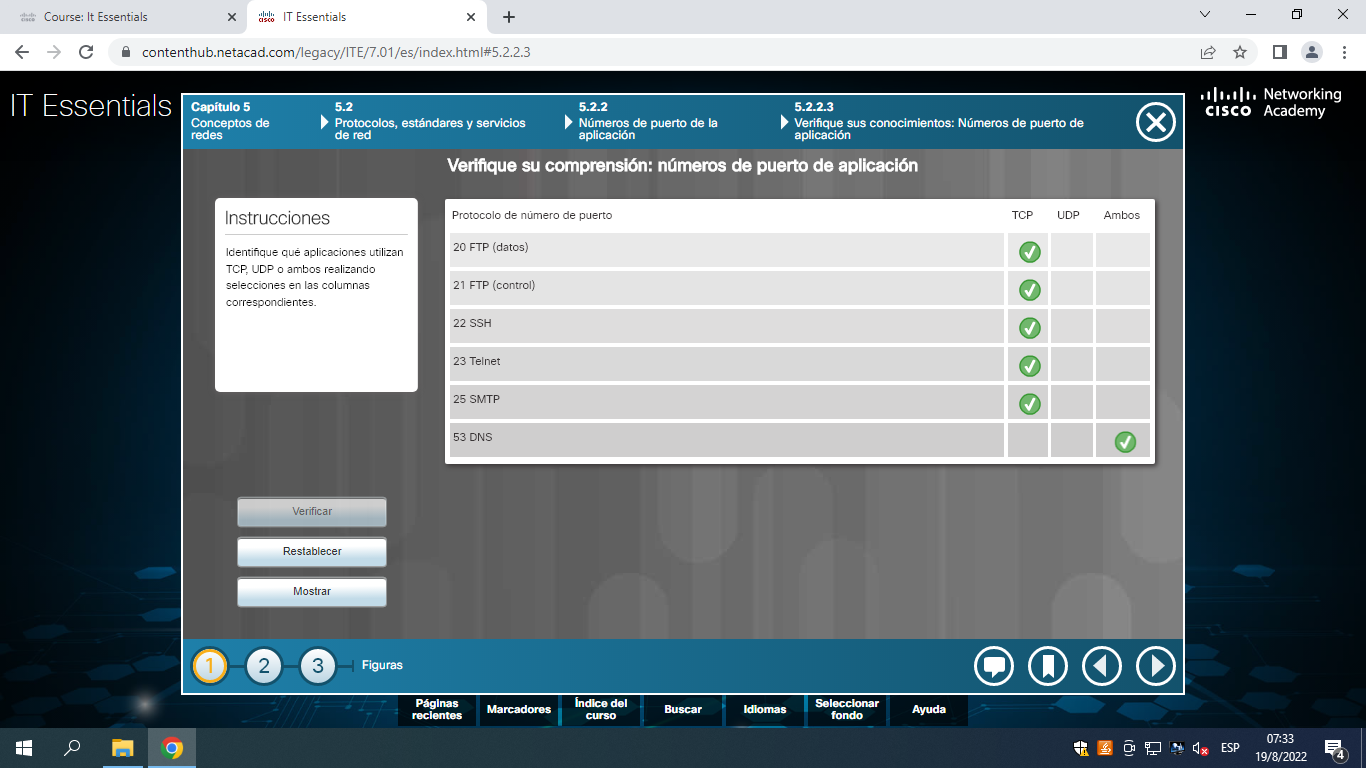 Course: It Essentials
IT Essentials
contenthub.netacad.com/legacy/ITE/7.01/es/index.html#5.2.2.3
IT Essentials
Capítulo 5
Conceptos de
redes
5.2
Protocolos, estándares y servicios
de red
5.2.2
Números de puerto de la
aplicación
5.2.2.3
Verifique sus conocimientos: Números de puerto de
aplicación
CISCO
Networking
Academy
Verifique su comprensión: números de puerto de aplicación
Instrucciones
Identifique qué aplicaciones utilizan
TCP, UDP o ambos realizando
selecciones en las columnas
correspondientes.
Protocolo de número de puerto TCP UDP Ambos
20 FTP (datos)
21 FTP (control)
22 SSH
23 Telnet
25 SMTP
53 DNS
Verificar
Restablecer
Mostrar
1 2 3 Figuras
Páginas
recientes
Marcadores
Índice del
curso
Buscar
Idiomas
Seleccionar
fondo
Ayuda
ESP
07:33
19/8/2022
4